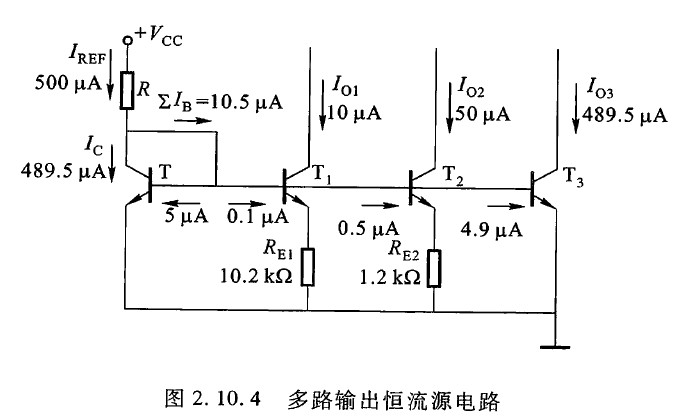 +V_CC
I_REF
500 μA
R
Σ I_B=10.5 μA
I_O1
10 μA
I_O2
50 μA
I_O3
489.5 μA
I_C
489.5 μA
T
T_1
T_2
T_3
5 μA
0.1 μA
0.5 μA
4.9 μA
R_E1
10.2 kΩ
R_E2
1.2 kΩ
图 2.10.4 多路输出恒流源电路